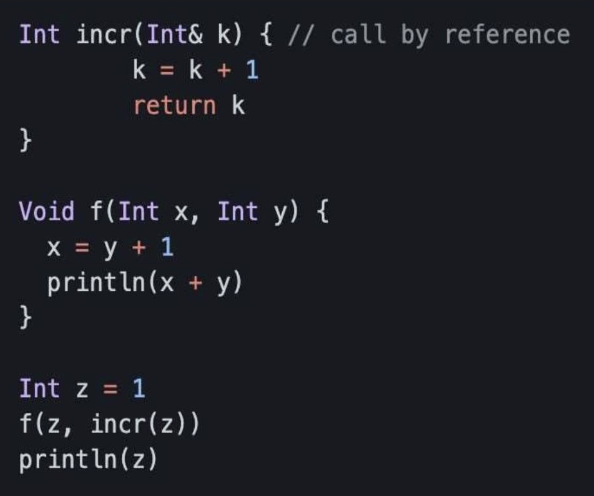 Int incr(Int& k) { // call by reference
        k = k + 1
        return k
}
Void f(Int x, Int y) {
  x = y + 1
  println(x + y)
}
Int z = 1
f(z, incr(z))
println(z)